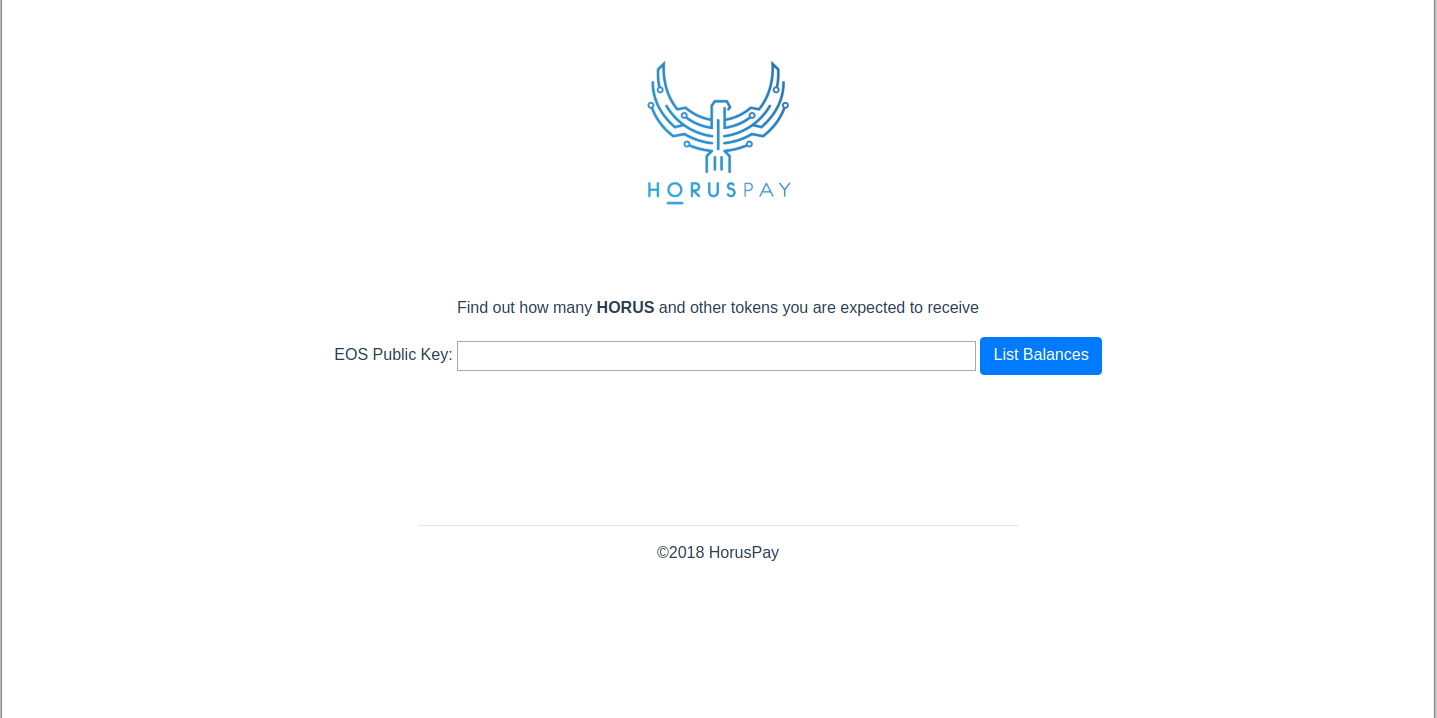 HORUSPAY
Find out how many HORUS and other tokens you are expected to receive
EOS Public Key:
List Balances
©2018 HorusPay